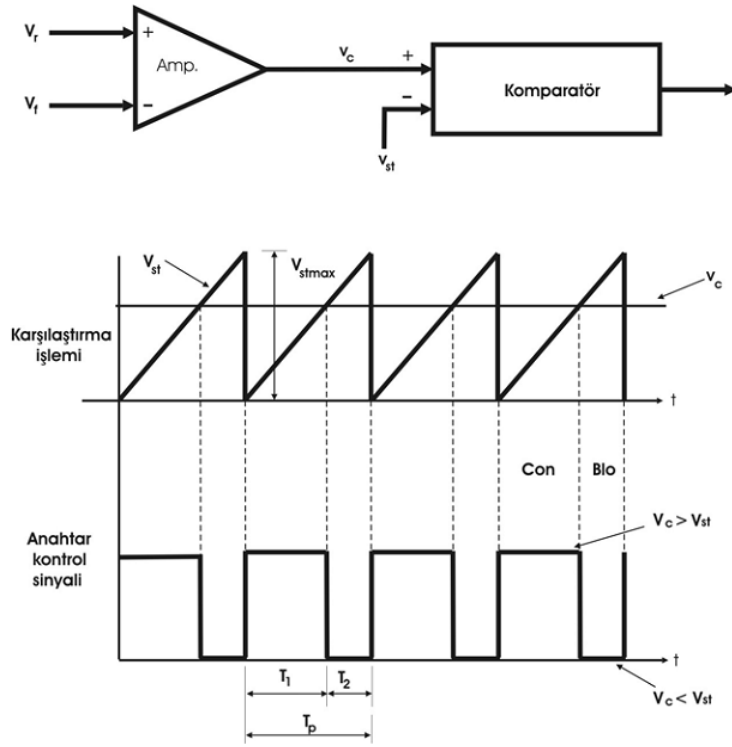 V_r
+
Amp.
V_f
−
v_c
+
−
v_st
Komparatör
V_st
V_stmax
v_c
Karşılaştırma
işlemi
t
Con
Blo
V_c > V_st
Anahtar
kontrol
sinyali
t
T_1
T_2
T_p
V_c < V_st